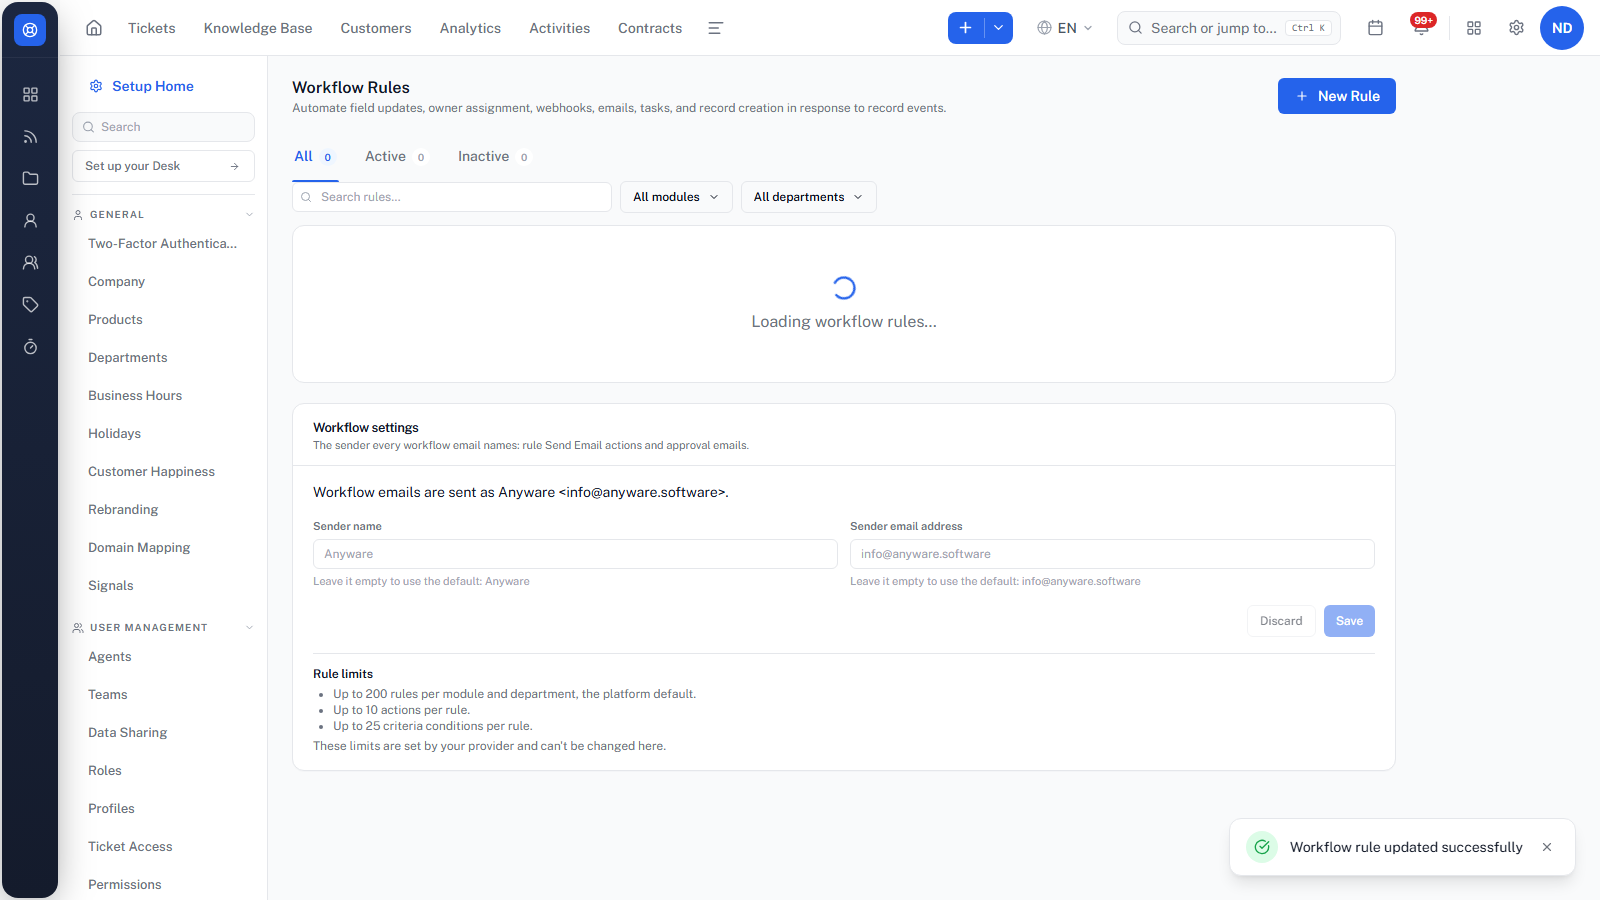 Tickets
Knowledge Base
Customers
Analytics
Activities
Contracts
EN
Search or jump to...
Ctrl K
99+
ND
Setup Home
Search
Set up your Desk
GENERAL
Two-Factor Authentica...
Company
Products
Departments
Business Hours
Holidays
Customer Happiness
Rebranding
Domain Mapping
Signals
USER MANAGEMENT
Agents
Teams
Data Sharing
Roles
Profiles
Ticket Access
Permissions
Workflow Rules
Automate field updates, owner assignment, webhooks, emails, tasks, and record creation in response to record events.
New Rule
All 0
Active 0
Inactive 0
Search rules...
All modules
All departments
Loading workflow rules...
Workflow settings
The sender every workflow email names: rule Send Email actions and approval emails.
Workflow emails are sent as Anyware <info@anyware.software>.
Sender name
Sender email address
Anyware
info@anyware.software
Leave it empty to use the default: Anyware
Leave it empty to use the default: info@anyware.software
Discard
Save
Rule limits
• Up to 200 rules per module and department, the platform default.
• Up to 10 actions per rule.
• Up to 25 criteria conditions per rule.
These limits are set by your provider and can't be changed here.
Workflow rule updated successfully